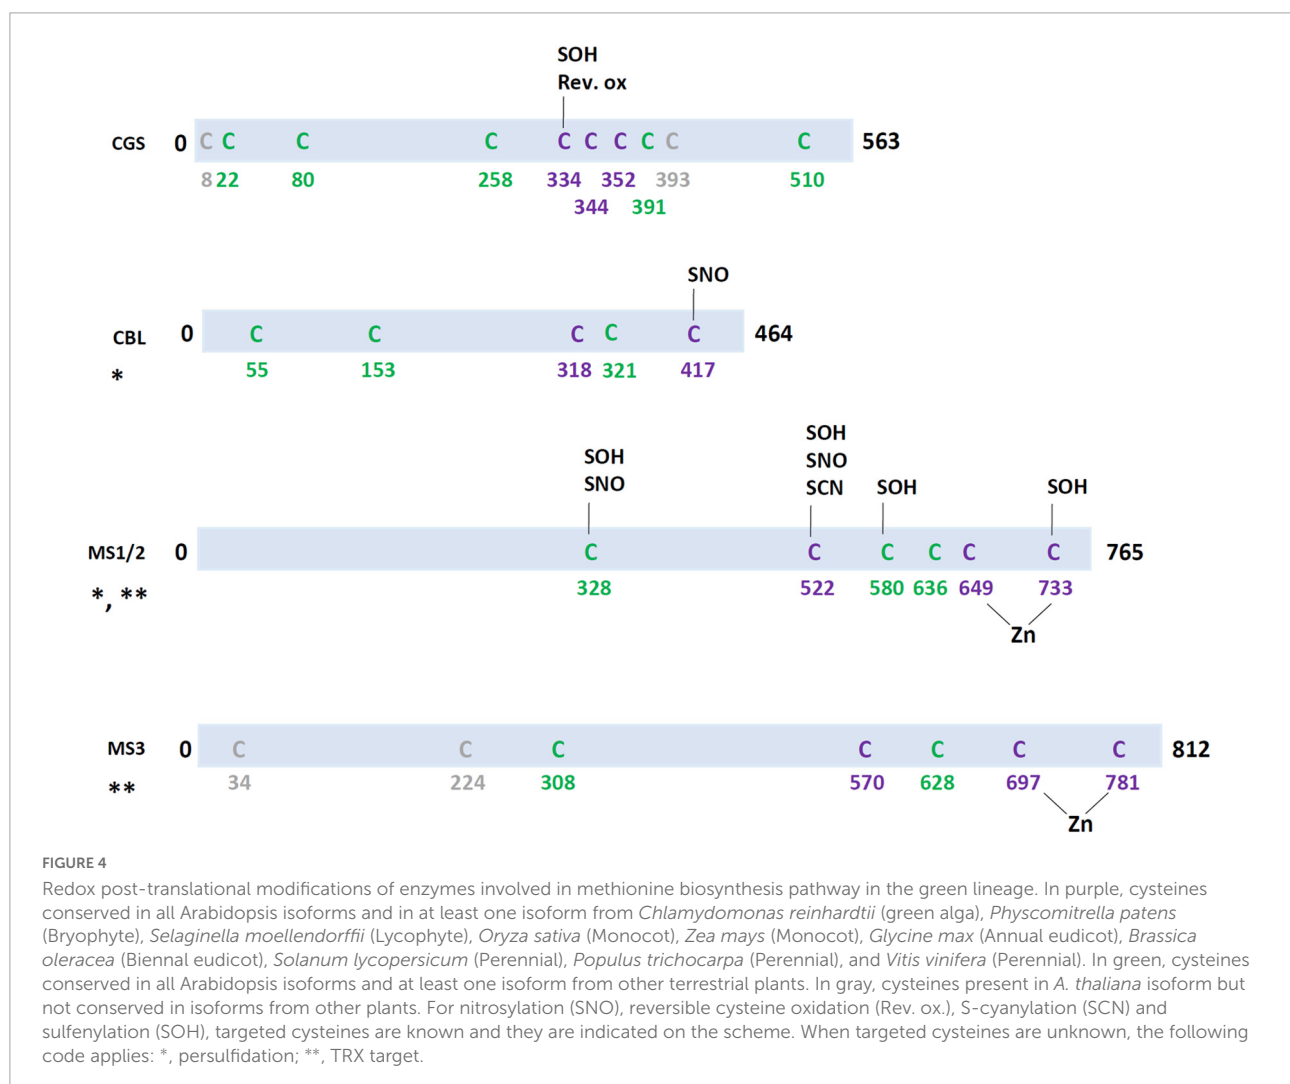 SOH
Rev. ox
CGS 0 C C C C C C C C C C 563
8 22 80 258 334 352 393 510
344 391
SNO
CBL 0 C C C C C 464
* 55 153 318 321 417
SOH
SOH SNO
SNO SCN SOH SOH
MS1/2 0 C C C C C C 765
*, ** 328 522 580 636 649 733
Zn
MS3 0 C C C C C C C 812
** 34 224 308 570 628 697 781
Zn
FIGURE 4
Redox post-translational modifications of enzymes involved in methionine biosynthesis pathway in the green lineage. In purple, cysteines
conserved in all Arabidopsis isoforms and in at least one isoform from Chlamydomonas reinhardtii (green alga), Physcomitrella patens
(Bryophyte), Selaginella moellendorffii (Lycophyte), Oryza sativa (Monocot), Zea mays (Monocot), Glycine max (Annual eudicot), Brassica
oleracea (Biennal eudicot), Solanum lycopersicum (Perennial), Populus trichocarpa (Perennial), and Vitis vinifera (Perennial). In green, cysteines
conserved in all Arabidopsis isoforms and at least one isoform from other terrestrial plants. In gray, cysteines present in A. thaliana isoform but
not conserved in isoforms from other plants. For nitrosylation (SNO), reversible cysteine oxidation (Rev. ox.), S-cyanylation (SCN) and
sulfenylation (SOH), targeted cysteines are known and they are indicated on the scheme. When targeted cysteines are unknown, the following
code applies: *, persulfidation; **, TRX target.